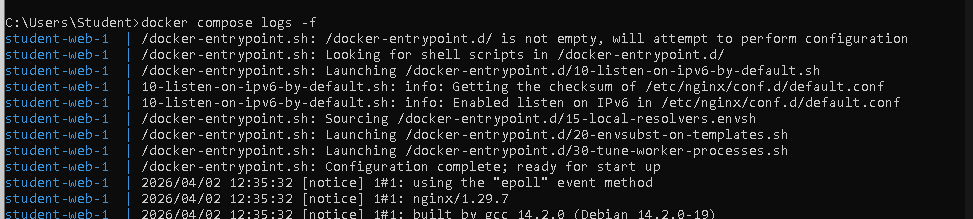 C:\Users\Student>docker compose logs -f
student-web-1  | /docker-entrypoint.sh: /docker-entrypoint.d/ is not empty, will attempt to perform configuration
student-web-1  | /docker-entrypoint.sh: Looking for shell scripts in /docker-entrypoint.d/
student-web-1  | /docker-entrypoint.sh: Launching /docker-entrypoint.d/10-listen-on-ipv6-by-default.sh
student-web-1  | 10-listen-on-ipv6-by-default.sh: info: Getting the checksum of /etc/nginx/conf.d/default.conf
student-web-1  | 10-listen-on-ipv6-by-default.sh: info: Enabled listen on IPv6 in /etc/nginx/conf.d/default.conf
student-web-1  | /docker-entrypoint.sh: Sourcing /docker-entrypoint.d/15-local-resolvers.envsh
student-web-1  | /docker-entrypoint.sh: Launching /docker-entrypoint.d/20-envsubst-on-templates.sh
student-web-1  | /docker-entrypoint.sh: Launching /docker-entrypoint.d/30-tune-worker-processes.sh
student-web-1  | /docker-entrypoint.sh: Configuration complete; ready for start up
student-web-1  | 2026/04/02 12:35:32 [notice] 1#1: using the "epoll" event method
student-web-1  | 2026/04/02 12:35:32 [notice] 1#1: nginx/1.29.7
student-web-1  | 2026/04/02 12:35:32 [notice] 1#1: built by gcc 14.2.0 (Debian 14.2.0-19)